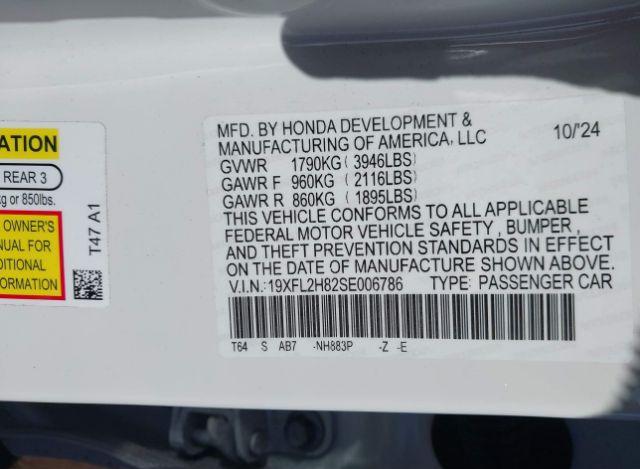 ATION
REAR 3
g or 850lbs.
OWNER'S
NUAL FOR
DITIONAL
FORMATION
T47 A1
MFD. BY HONDA DEVELOPMENT &
MANUFACTURING OF AMERICA, LLC 10/'24
GVWR 1790KG ( 3946LBS)
GAWR F 960KG ( 2116LBS)
GAWR R 860KG ( 1895LBS)
THIS VEHICLE CONFORMS TO ALL APPLICABLE
FEDERAL MOTOR VEHICLE SAFETY , BUMPER,
AND THEFT PREVENTION STANDARDS IN EFFECT
ON THE DATE OF MANUFACTURE SHOWN ABOVE.
V.I.N.: 19XFL2H82SE006786 TYPE: PASSENGER CAR
T64 S AB7 -NH883P -Z -E